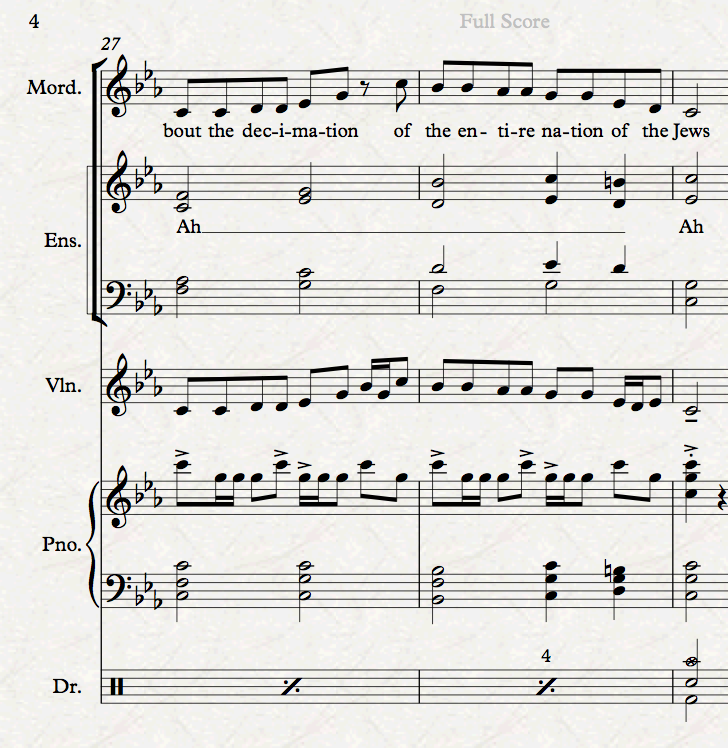 4
Full Score
27
Mord.
bout the dec-i-ma-tion of the en- ti-re na-tion of the Jews
Ens.
Ah Ah
Vln.
Pno.
4
Dr.